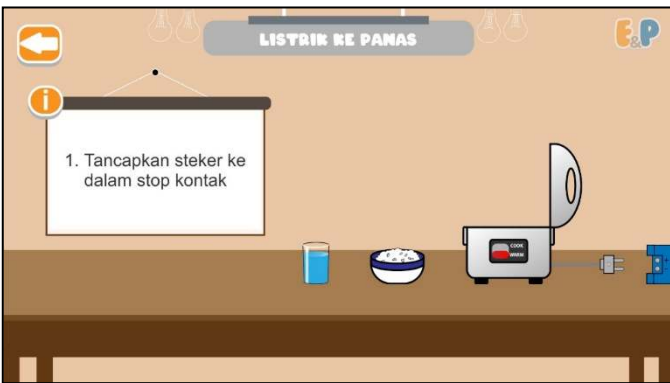 LISTRIK KE PANAS
E&P
i
1. Tancapkan steker ke
dalam stop kontak
COOK
WARM